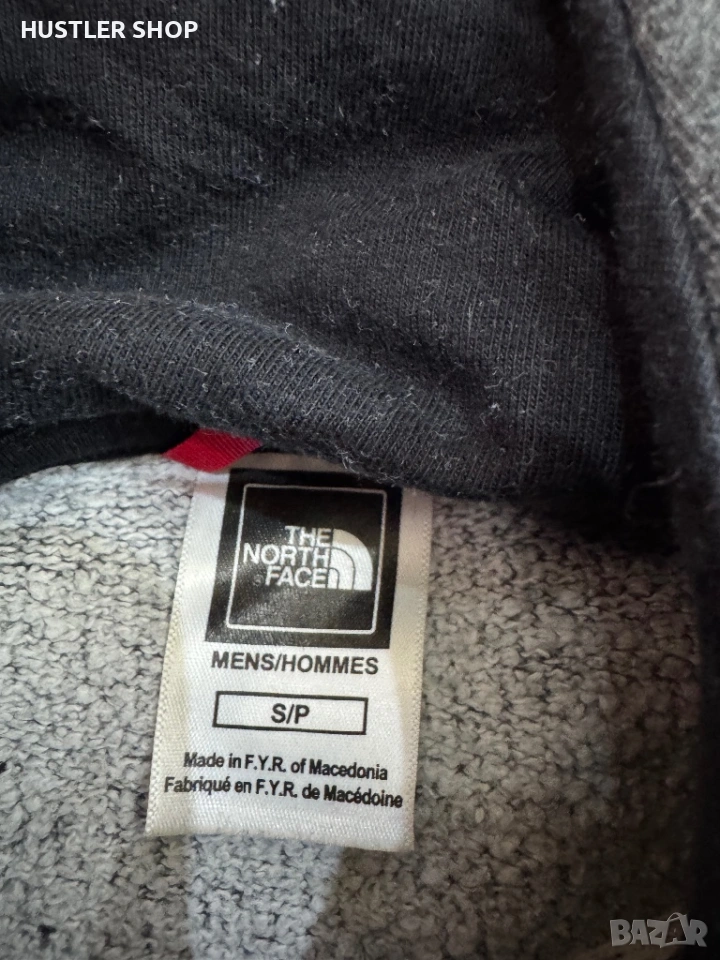 HUSTLER SHOP
THE
NORTH
FACE
MENS/HOMMES
S/P
Made in F.Y.R. of Macedonia
Fabriqué en F.Y.R. de Macédoine
BAZAR